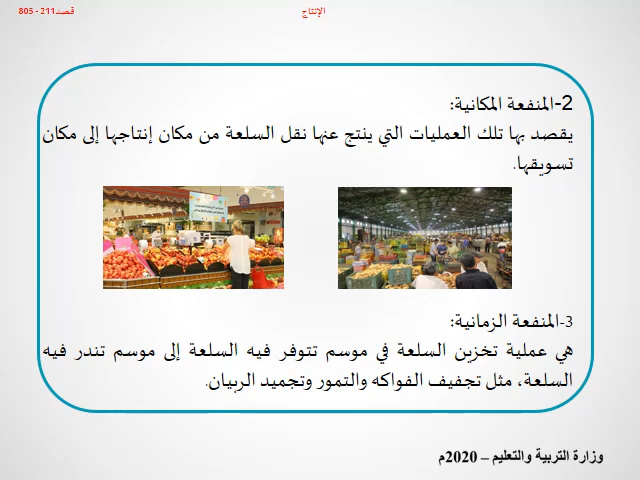 الإنتاج
قصد211 - 805
2-المنفعة المكانية:
يقصد بها تلك العمليات التي ينتج عنها نقل السلعة من مكان إنتاجها إلى مكان
تسويقها.
3-المنفعة الزمانية:
هي عملية تخزين السلعة في موسم تتوفر فيه السلعة إلى موسم تندر فيه
السلعة، مثل تجفيف الفواكه والتمور وتجميد الربيان.
وزارة التربية والتعليم – 2020م